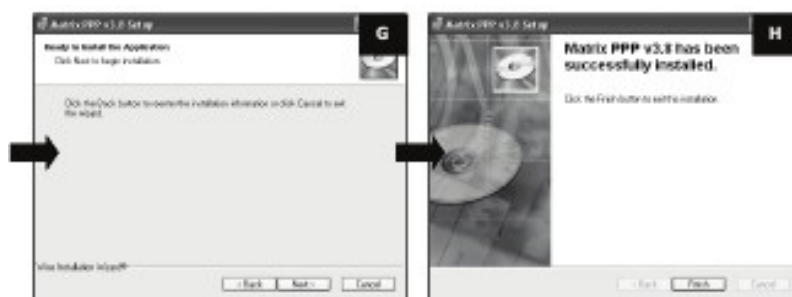 Matrix PPP v3.8 Setup
G
Ready to Install the Application
Click Next to begin installation.
Click the Back button to reenter the installation information or click Cancel to exit
the wizard.
Wise Installation Wizard®
< Back
Next >
Cancel
Matrix PPP v3.8 Setup
H
Matrix PPP v3.8 has been
successfully installed.
Click the Finish button to exit this installation.
< Back
Finish
Cancel